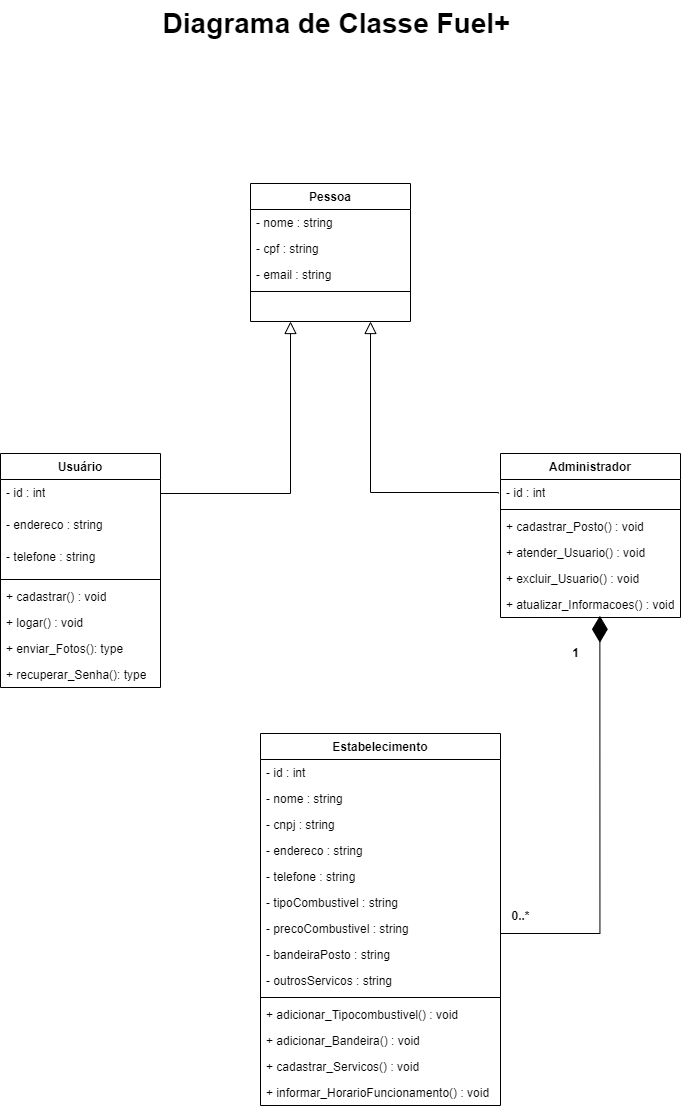 Diagrama de Classe Fuel+
Pessoa
- nome : string
- cpf : string
- email : string
Usuário
- id : int
- endereco : string
- telefone : string
+ cadastrar() : void
+ logar() : void
+ enviar_Fotos(): type
+ recuperar_Senha(): type
Administrador
- id : int
+ cadastrar_Posto() : void
+ atender_Usuario() : void
+ excluir_Usuario() : void
+ atualizar_Informacoes() : void
1
0..*
Estabelecimento
- id : int
- nome : string
- cnpj : string
- endereco : string
- telefone : string
- tipoCombustivel : string
- precoCombustivel : string
- bandeiraPosto : string
- outrosServicos : string
+ adicionar_Tipocombustivel() : void
+ adicionar_Bandeira() : void
+ cadastrar_Servicos() : void
+ informar_HorarioFuncionamento() : void